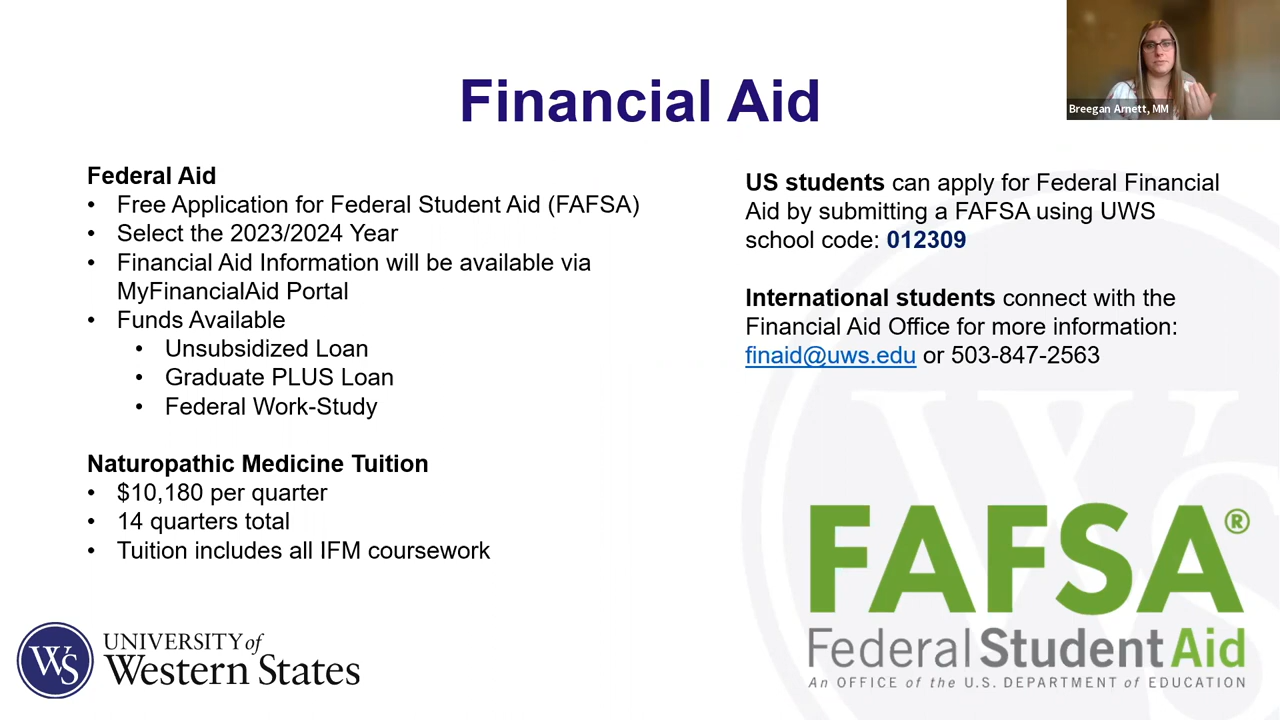 Financial Aid
Breegan Arnett, MM
Federal Aid
• Free Application for Federal Student Aid (FAFSA)
• Select the 2023/2024 Year
• Financial Aid Information will be available via
MyFinancialAid Portal
• Funds Available
• Unsubsidized Loan
• Graduate PLUS Loan
• Federal Work-Study
Naturopathic Medicine Tuition
• $10,180 per quarter
• 14 quarters total
• Tuition includes all IFM coursework
US students can apply for Federal Financial
Aid by submitting a FAFSA using UWS
school code: 012309
International students connect with the
Financial Aid Office for more information:
finaid@uws.edu or 503-847-2563
WS
UNIVERSITY of
Western States
WS
FAFSA®
Federal Student Aid
An OFFICE of the U.S. DEPARTMENT of EDUCATION